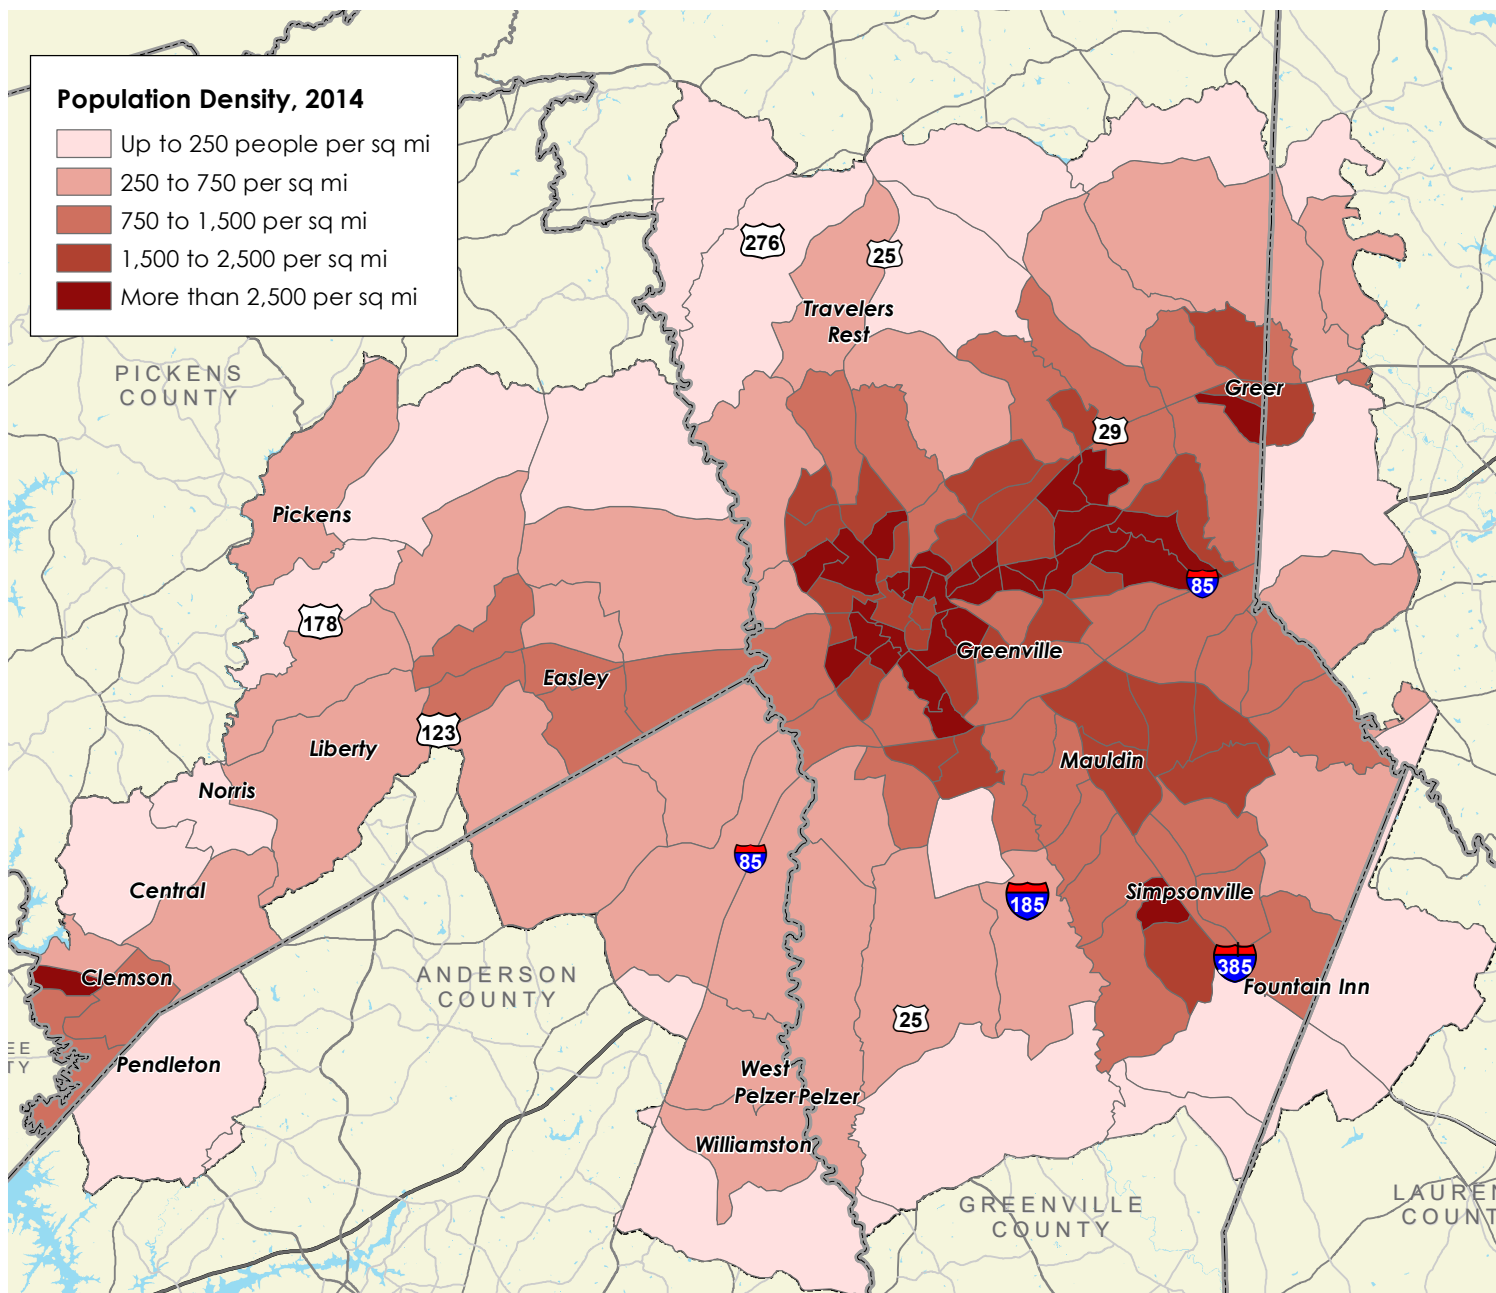 Population Density, 2014
Up to 250 people per sq mi
250 to 750 per sq mi
750 to 1,500 per sq mi
1,500 to 2,500 per sq mi
More than 2,500 per sq mi
276
25
Travelers
Rest
PICKENS
COUNTY
Greer
29
Pickens
85
178
Greenville
Easley
123
Liberty
Mauldin
Norris
85
Central
Simpsonville
185
385
Clemson
ANDERSON
COUNTY
Fountain Inn
25
EE
TY
Pendleton
West
Pelzer
Pelzer
Williamston
GREENVILLE
COUNTY
LAUREN
COUNT